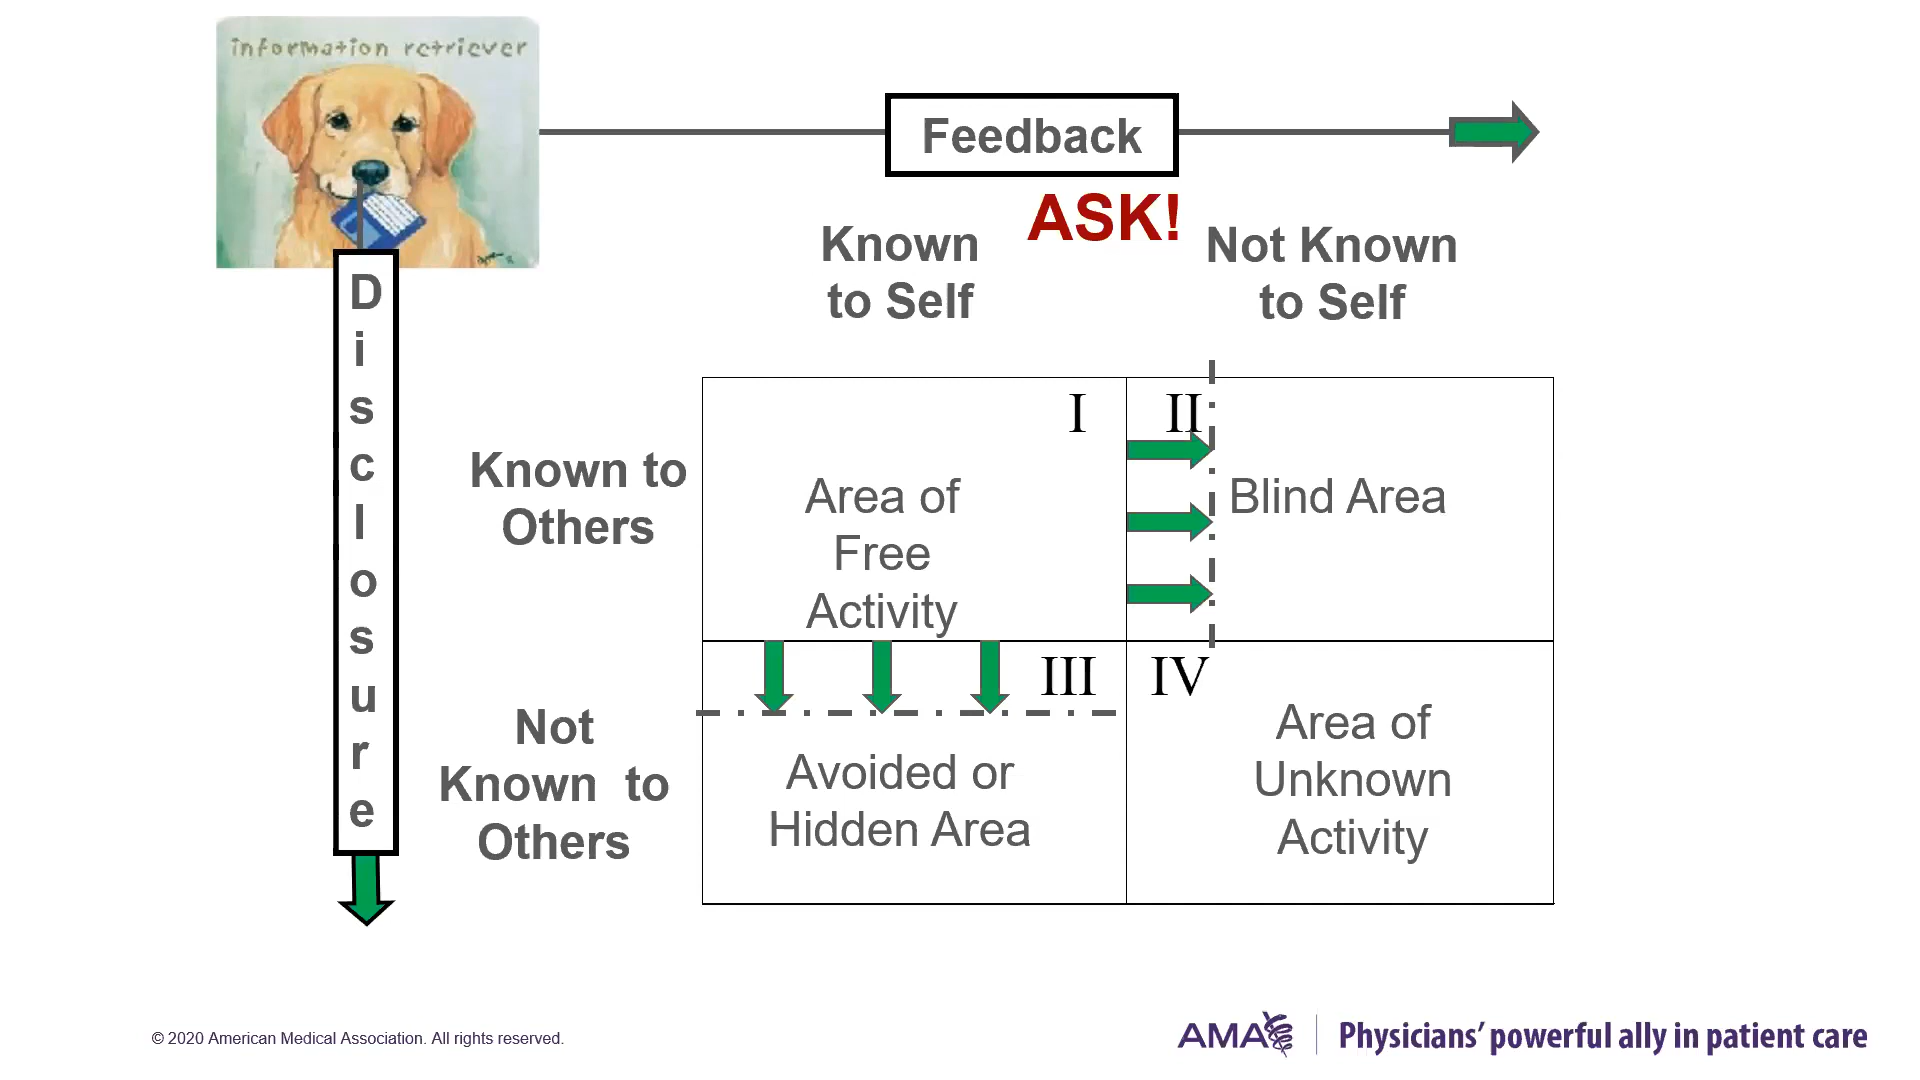 information retriever
Feedback
ASK!
Known
to Self
Not Known
to Self
D
i
s
c
l
o
s
u
r
e
Known to
Others
I
Area of
Free
Activity
II
Blind Area
Not
Known to
Others
III
Avoided or
Hidden Area
IV
Area of
Unknown
Activity
© 2020 American Medical Association. All rights reserved.
AMA
Physicians' powerful ally in patient care